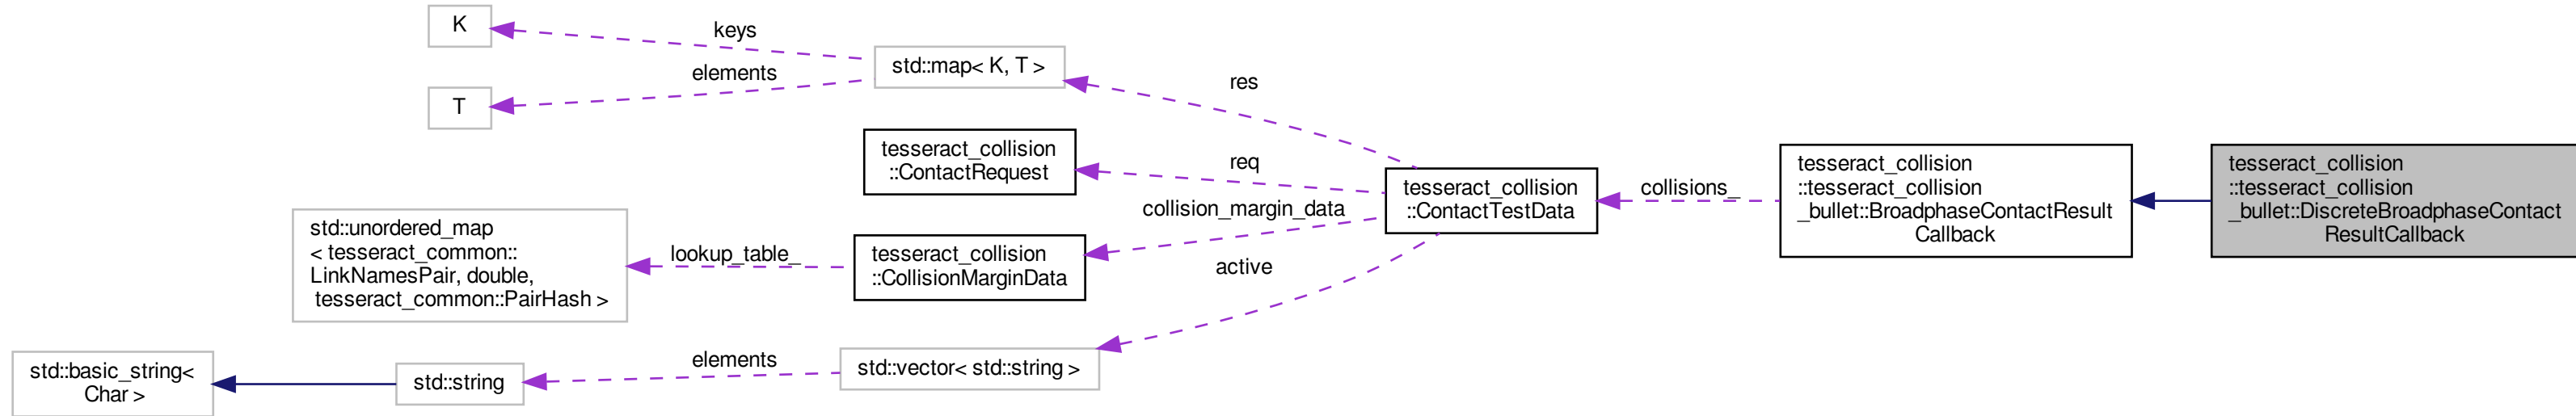 K
keys
std::map< K, T >
elements
T
res
tesseract_collision
::ContactRequest
req
tesseract_collision
::ContactTestData
collisions_
tesseract_collision
::tesseract_collision
_bullet::BroadphaseContactResult
Callback
tesseract_collision
::tesseract_collision
_bullet::DiscreteBroadphaseContact
ResultCallback
collision_margin_data
std::unordered_map
< tesseract_common::
LinkNamesPair, double,
tesseract_common::PairHash >
lookup_table_
tesseract_collision
::CollisionMarginData
active
std::basic_string<
Char >
std::string
elements
std::vector< std::string >